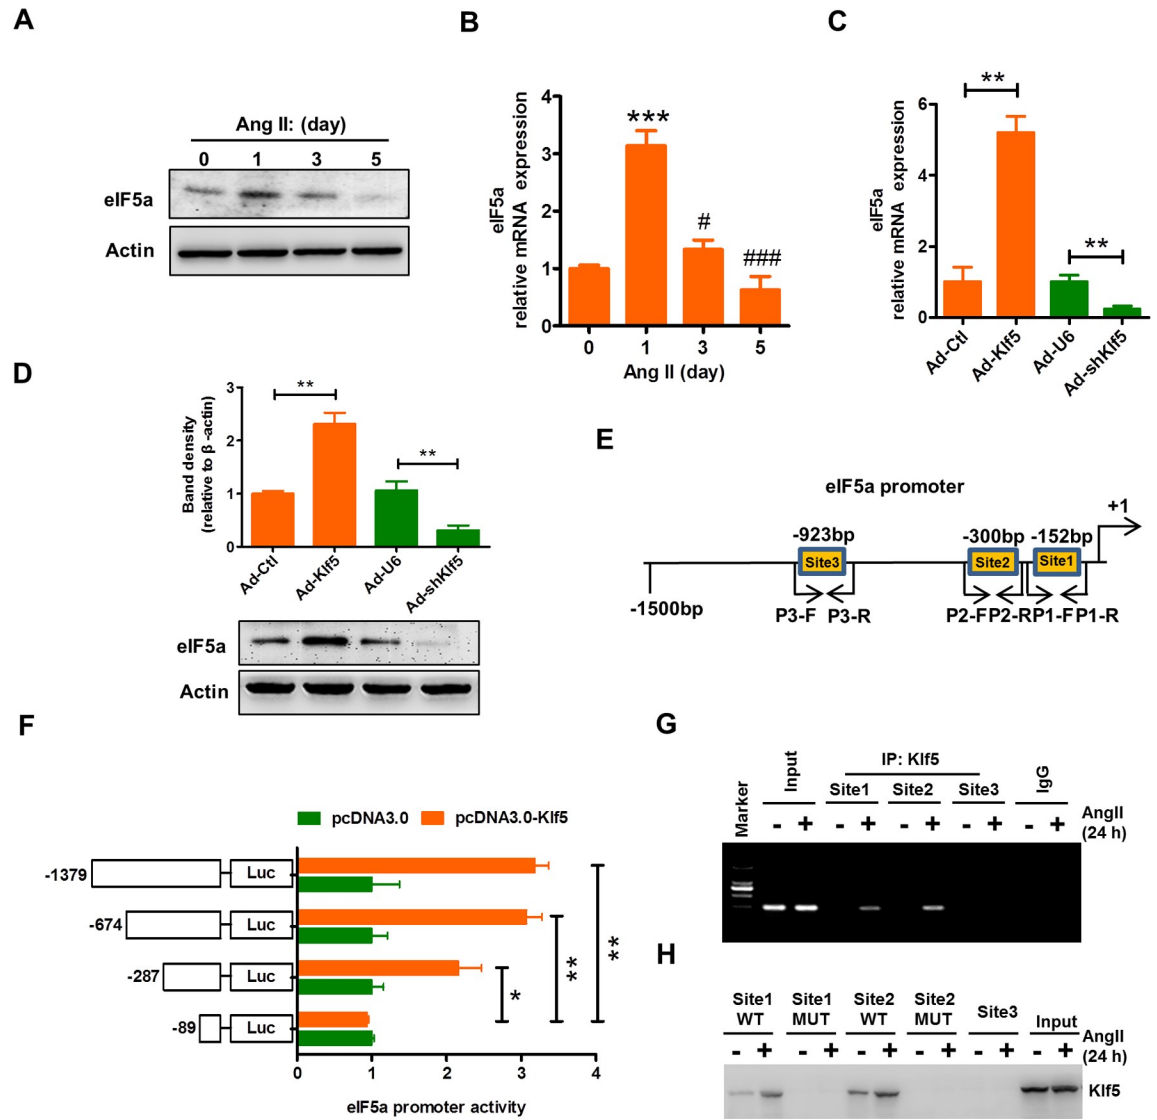 A
Ang II: (day)
0 1 3 5
eIF5a
Actin
B
eIF5a
relative mRNA expression
4
3
2
1
0
***
#
###
0 1 3 5
Ang II (day)
C
eIF5a
relative mRNA expression
6
4
2
0
**
**
Ad-Ctl Ad-Klf5 Ad-U6 Ad-shKlf5
D
Band density
(relative to β -actin)
3
2
1
0
**
**
Ad-Ctl Ad-Klf5 Ad-U6 Ad-shKlf5
eIF5a
Actin
E
eIF5a promoter
+1
-923bp -300bp -152bp
Site3 Site2 Site1
-1500bp
P3-F P3-R P2-F P2-R P1-F P1-R
F
pcDNA3.0 pcDNA3.0-Klf5
-1379 Luc
-674 Luc
-287 Luc
-89 Luc
*
**
**
0 1 2 3 4
eIF5a promoter activity
G
Marker
Input
IP: Klf5
Site1 Site2 Site3
IgG
- + - + - + - + - +
AngII
(24 h)
H
Site1 Site1 Site2 Site2 Site3 Input
WT MUT WT MUT
- + - + - + - + - + - +
AngII
(24 h)
Klf5